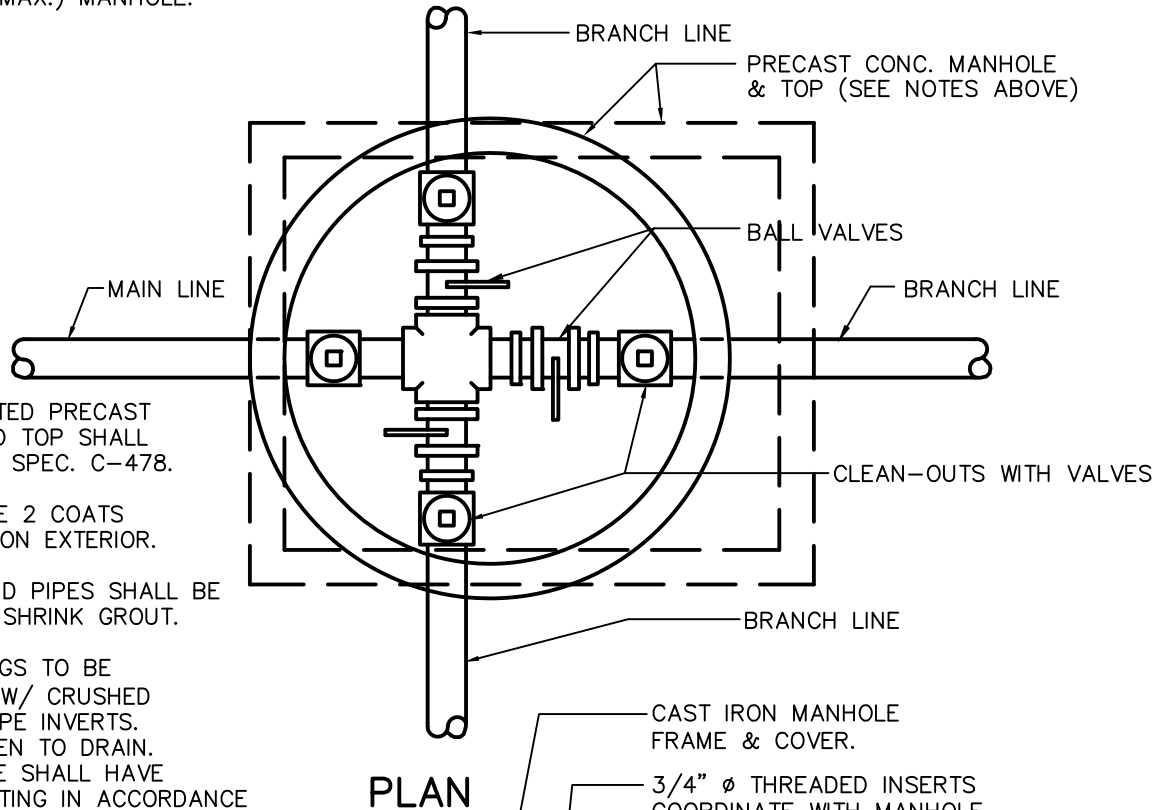 MAX.) MANHOLE.
BRANCH LINE
PRECAST CONC. MANHOLE
& TOP (SEE NOTES ABOVE)
BALL VALVES
MAIN LINE
BRANCH LINE
TED PRECAST
TOP SHALL
SPEC. C-478.
CLEAN-OUTS WITH VALVES
2 COATS
ON EXTERIOR.
D PIPES SHALL BE
SHRINK GROUT.
BRANCH LINE
GS TO BE
W/ CRUSHED
PE INVERTS.
EN TO DRAIN.
E SHALL HAVE
TING IN ACCORDANCE
CAST IRON MANHOLE
FRAME & COVER.
PLAN
3/4" ø THREADED INSERTS
COORDINATE WITH MANHOLE